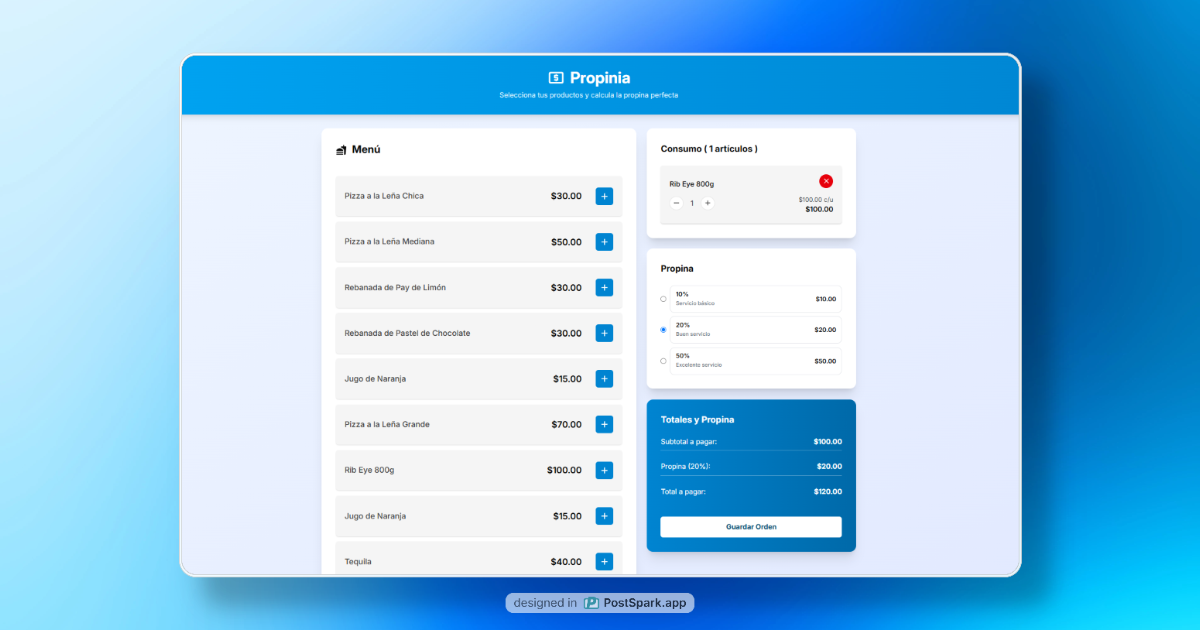 Propinia
Selecciona tus productos y calcula la propina perfecta
Menú
Pizza a la Leña Chica $30.00 +
Pizza a la Leña Mediana $50.00 +
Rebanada de Pay de Limón $30.00 +
Rebanada de Pastel de Chocolate $30.00 +
Jugo de Naranja $15.00 +
Pizza a la Leña Grande $70.00 +
Rib Eye 800g $100.00 +
Jugo de Naranja $15.00 +
Tequila $40.00 +
Consumo ( 1 artículos )
Rib Eye 800g
− 1 +
$100.00 c/u
$100.00
Propina
10% $10.00
Servicio básico
20% $20.00
Buen servicio
50% $50.00
Excelente servicio
Totales y Propina
Subtotal a pagar: $100.00
Propina (20%): $20.00
Total a pagar: $120.00
Guardar Orden
designed in PostSpark.app